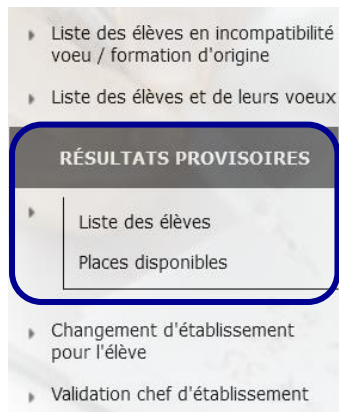 Liste des élèves en incompatibilité
voeu / formation d'origine
Liste des élèves et de leurs voeux
RÉSULTATS PROVISOIRES
Liste des élèves
Places disponibles
Changement d'établissement
pour l'élève
Validation chef d'établissement